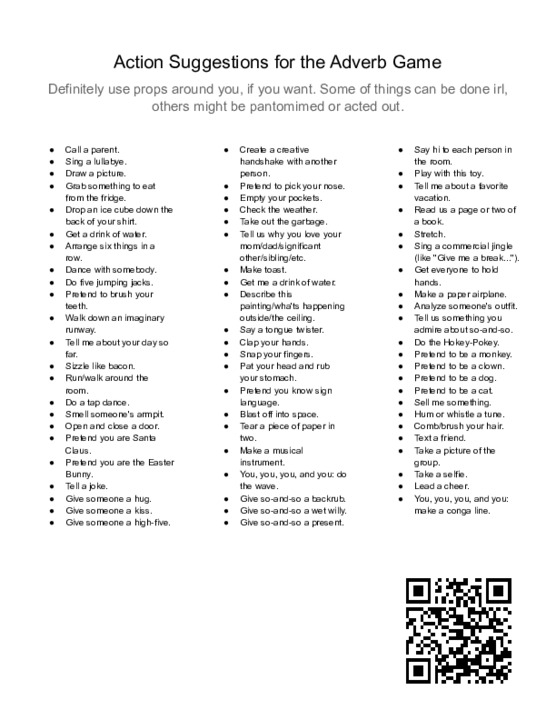 Action Suggestions for the Adverb Game
Definitely use props around you, if you want. Some of things can be done irl,
others might be pantomimed or acted out.
● Call a parent.
● Sing a lullabye.
● Draw a picture.
● Grab something to eat
from the fridge.
● Drop an ice cube down the
back of your shirt.
● Get a drink of water.
● Arrange six things in a
row.
● Dance with somebody.
● Do five jumping jacks.
● Pretend to brush your
teeth.
● Walk down an imaginary
runway.
● Tell me about your day so
far.
● Sizzle like bacon.
● Run/walk around the
room.
● Do a tap dance.
● Smell someone's armpit.
● Open and close a door.
● Pretend you are Santa
Claus.
● Pretend you are the Easter
Bunny.
● Tell a joke.
● Give someone a hug.
● Give someone a kiss.
● Give someone a high-five.
● Create a creative
handshake with another
person.
● Pretend to pick your nose.
● Empty your pockets.
● Check the weather.
● Take out the garbage.
● Tell us why you love your
mom/dad/significant
other/sibling/etc.
● Make toast.
● Get me a drink of water.
● Describe this
painting/wha'ts happening
outside/the ceiling.
● Say a tongue twister.
● Clap your hands.
● Snap your fingers.
● Pat your head and rub
your stomach.
● Pretend you know sign
language.
● Blast off into space.
● Tear a piece of paper in
two.
● Make a musical
instrument.
● You, you, you, and you: do
the wave.
● Give so-and-so a backrub.
● Give so-and-so a wet willy.
● Give so-and-so a present.
● Say hi to each person in
the room.
● Play with this toy.
● Tell me about a favorite
vacation.
● Read us a page or two of
a book.
● Stretch.
● Sing a commercial jingle
(like "Give me a break...").
● Get everyone to hold
hands.
● Make a paper airplane.
● Analyze someone's outfit.
● Tell us something you
admire about so-and-so.
● Do the Hokey-Pokey.
● Pretend to be a monkey.
● Pretend to be a clown.
● Pretend to be a dog.
● Pretend to be a cat.
● Sell me something.
● Hum or whistle a tune.
● Comb/brush your hair.
● Text a friend.
● Take a picture of the
group.
● Take a selfie.
● Lead a cheer.
● You, you, you, and you:
make a conga line.